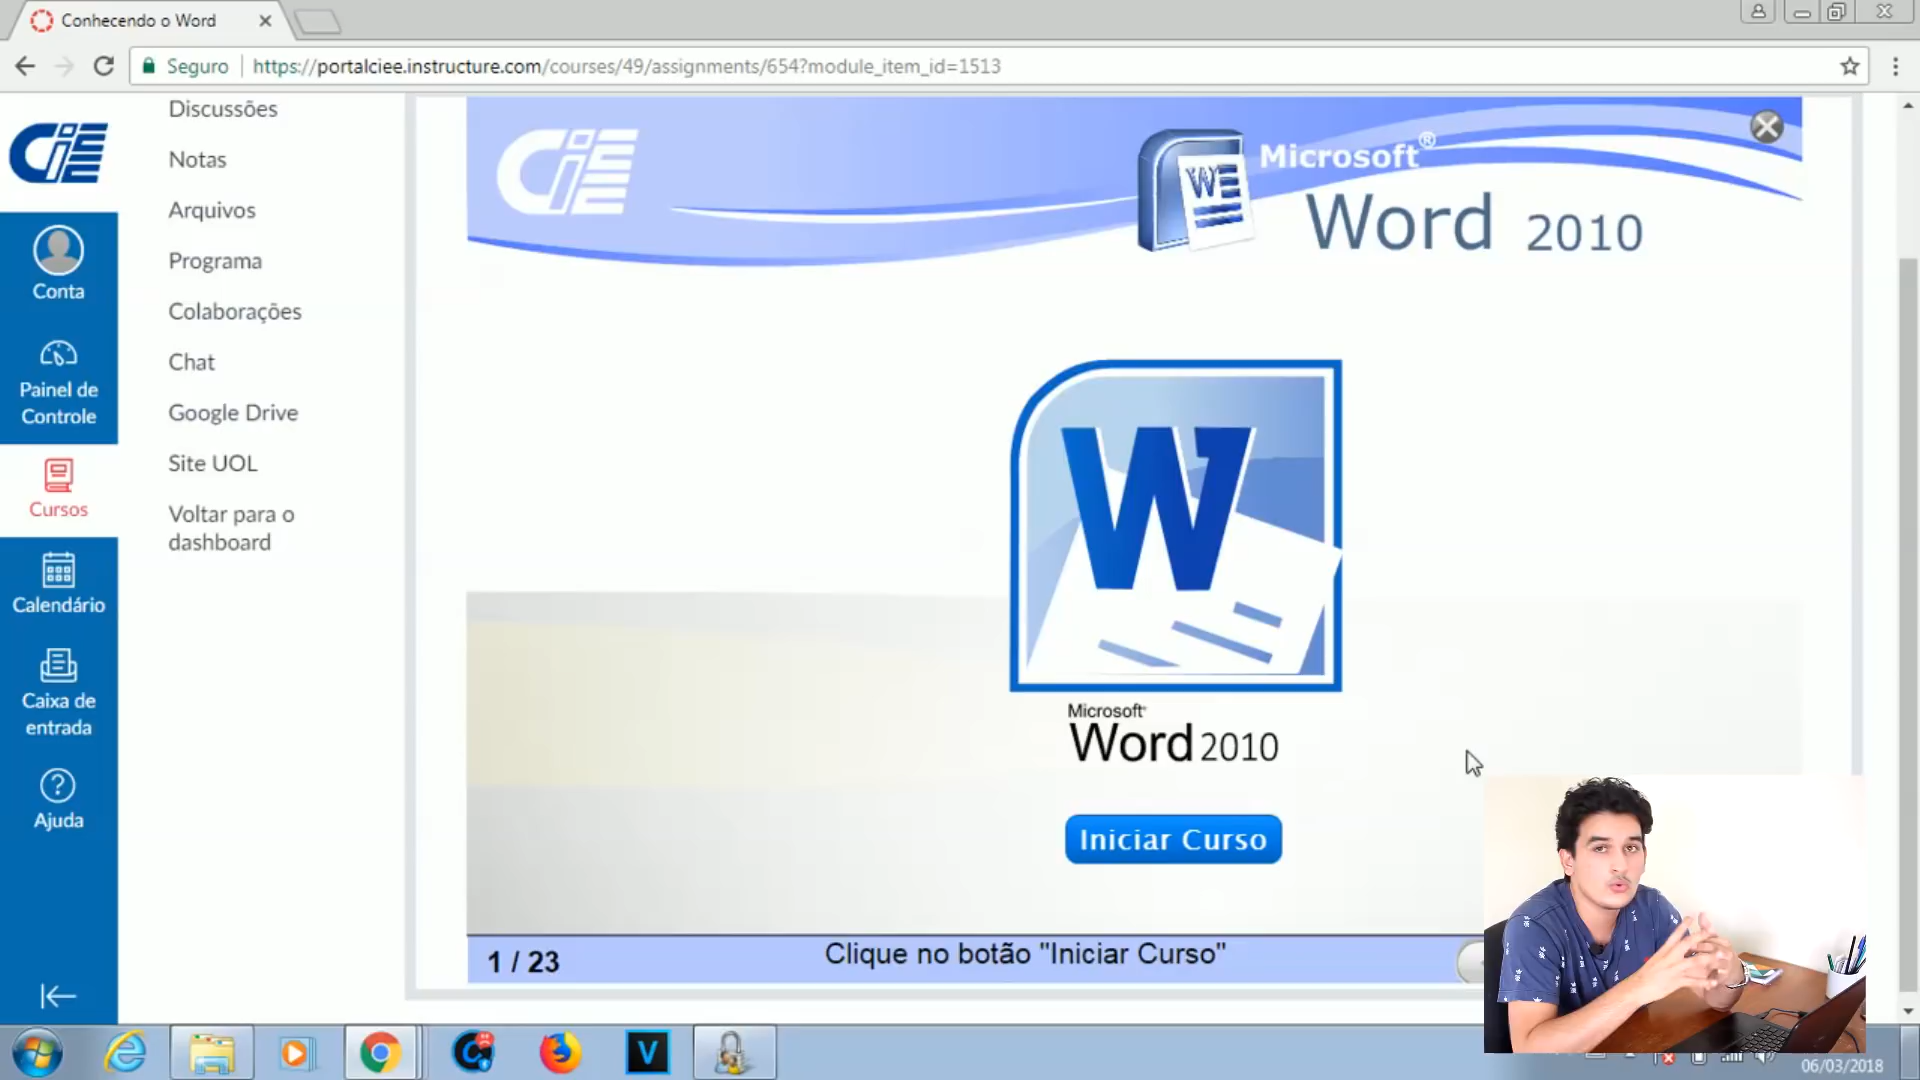 Conhecendo o Word
Seguro
https://portalciee.instructure.com/courses/49/assignments/654?module_item_id=1513
CIEE
Conta
Painel de
Controle
Cursos
Calendário
Caixa de
entrada
Ajuda
Discussões
Notas
Arquivos
Programa
Colaborações
Chat
Google Drive
Site UOL
Voltar para o
dashboard
CIEE
W
Microsoft®
Word 2010
W
Microsoft
Word 2010
Iniciar Curso
1 / 23
Clique no botão "Iniciar Curso"
V
06/03/2018